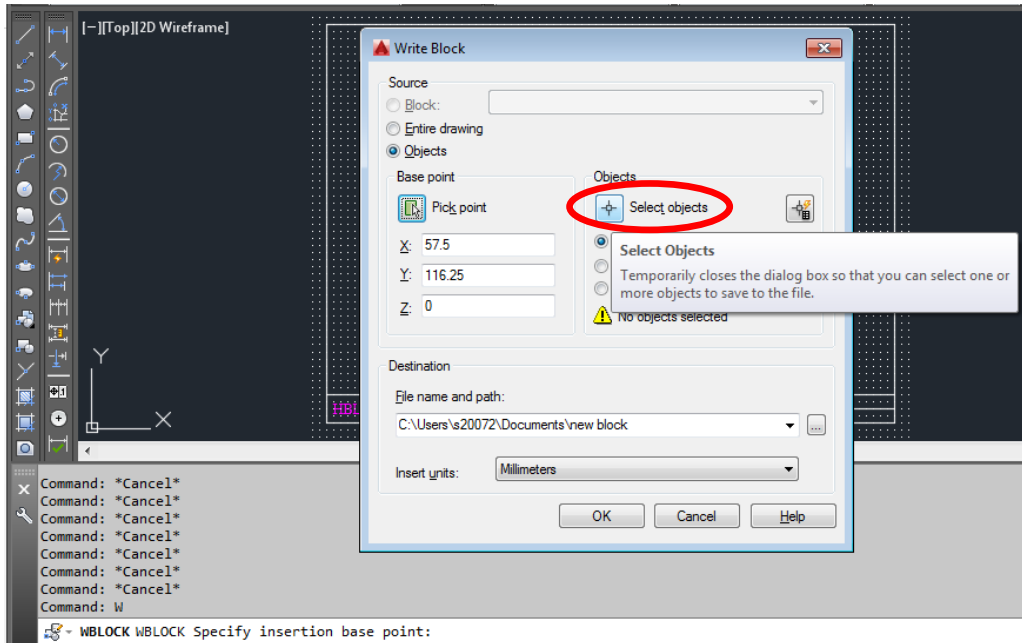 [−][Top][2D Wireframe]
Write Block
Source
Block:
Entire drawing
Objects
Base point
Pick point
X: 57.5
Y: 116.25
Z: 0
Objects
Select objects
Select Objects
Temporarily closes the dialog box so that you can select one or
more objects to save to the file.
No objects selected
Destination
File name and path:
C:\Users\s20072\Documents\new block
...
Insert units: Millimeters
OK Cancel Help
Y
X
Command: *Cancel*
Command: *Cancel*
Command: *Cancel*
Command: *Cancel*
Command: *Cancel*
Command: *Cancel*
Command: *Cancel*
Command: W
WBLOCK WBLOCK Specify insertion base point: